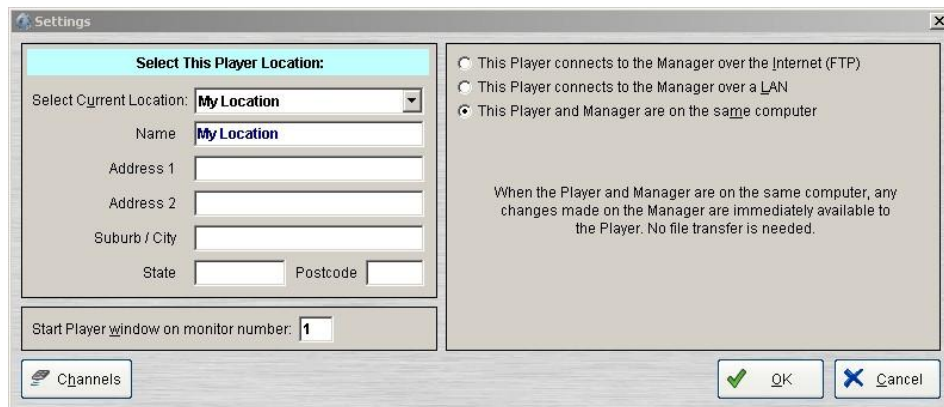 Settings
Select This Player Location:
Select Current Location: My Location
Name My Location
Address 1
Address 2
Suburb / City
State Postcode
Start Player window on monitor number: 1
Channels
This Player connects to the Manager over the Internet (FTP)
This Player connects to the Manager over a LAN
This Player and Manager are on the same computer
When the Player and Manager are on the same computer, any
changes made on the Manager are immediately available to
the Player. No file transfer is needed.
OK
Cancel